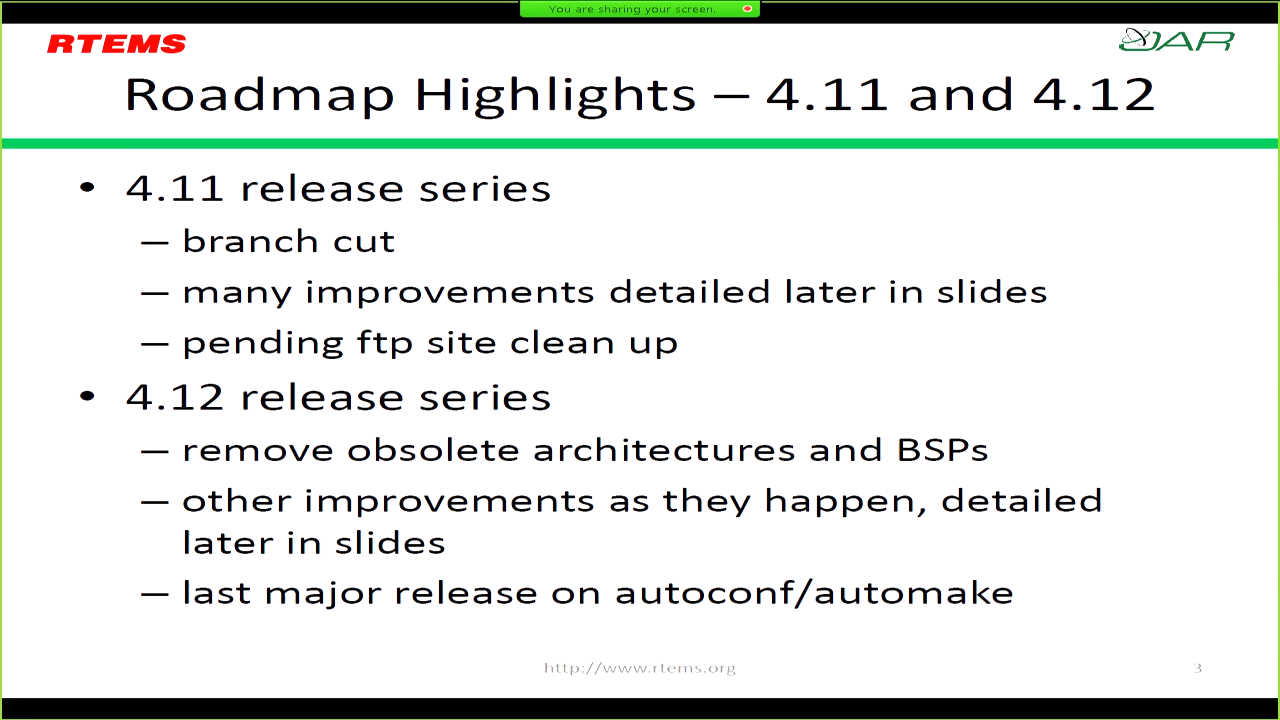 You are sharing your screen.
RTEMS
OAR
Roadmap Highlights – 4.11 and 4.12
• 4.11 release series
– branch cut
– many improvements detailed later in slides
– pending ftp site clean up
• 4.12 release series
– remove obsolete architectures and BSPs
– other improvements as they happen, detailed
later in slides
– last major release on autoconf/automake
http://www.rtems.org
3